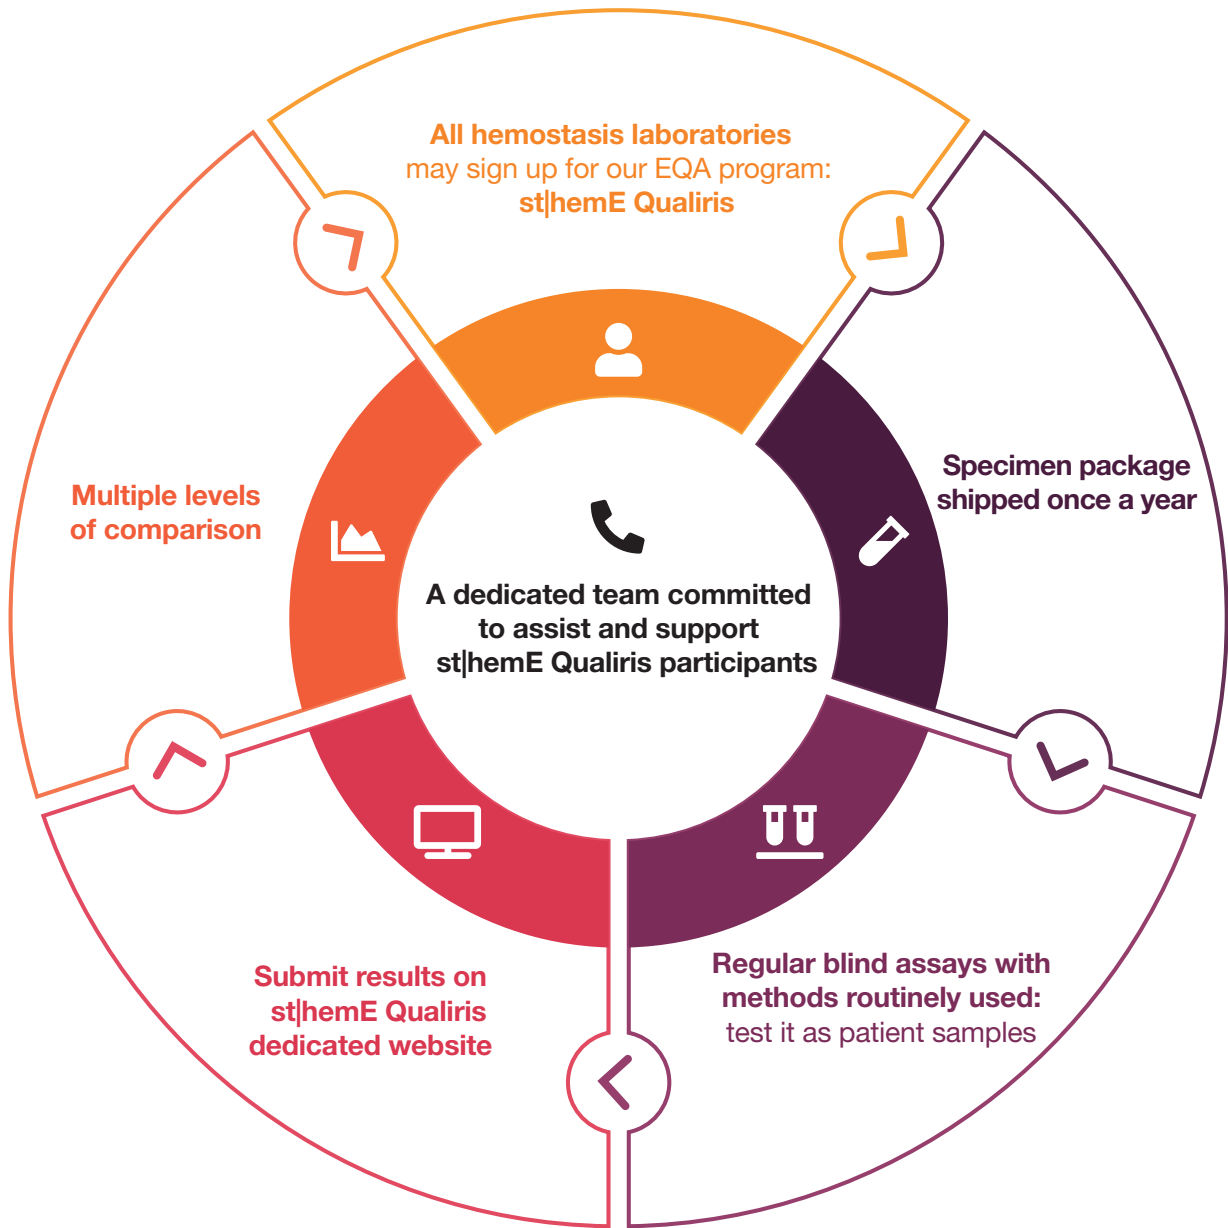 All hemostasis laboratories
may sign up for our EQA program:
st|hemE Qualiris
Specimen package
shipped once a year
Regular blind assays with
methods routinely used:
test it as patient samples
Submit results on
st|hemE Qualiris
dedicated website
Multiple levels
of comparison
A dedicated team committed
to assist and support
st|hemE Qualiris participants